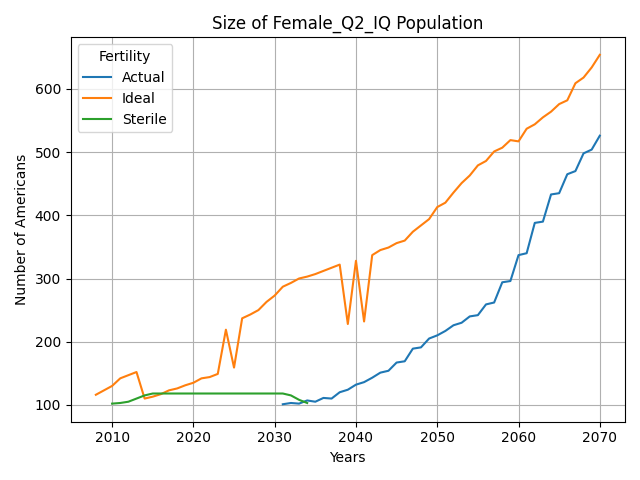 Size of Female_Q2_IQ Population
Fertility
Actual
Ideal
Sterile
Number of Americans
600
500
400
300
200
100
2010
2020
2030
2040
2050
2060
2070
Years